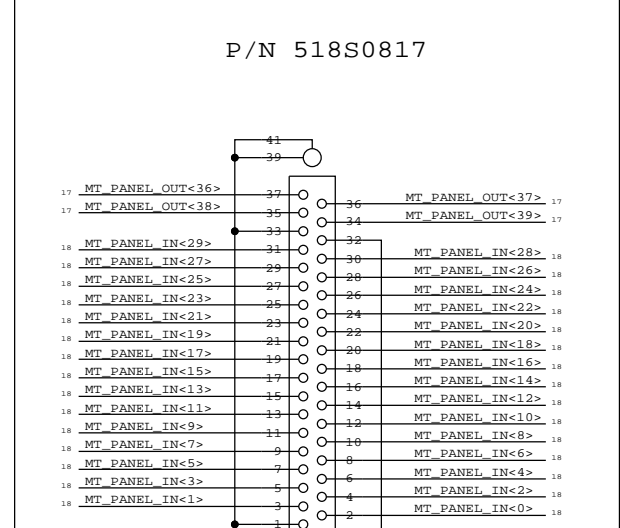 P/N 518S0817
41
39
17 MT_PANEL_OUT<36> 37
36 MT_PANEL_OUT<37> 17
17 MT_PANEL_OUT<38> 35
34 MT_PANEL_OUT<39> 17
33
32
18 MT_PANEL_IN<29> 31
30 MT_PANEL_IN<28> 18
18 MT_PANEL_IN<27> 29
28 MT_PANEL_IN<26> 18
18 MT_PANEL_IN<25> 27
26 MT_PANEL_IN<24> 18
18 MT_PANEL_IN<23> 25
24 MT_PANEL_IN<22> 18
18 MT_PANEL_IN<21> 23
22 MT_PANEL_IN<20> 18
18 MT_PANEL_IN<19> 21
20 MT_PANEL_IN<18> 18
18 MT_PANEL_IN<17> 19
18 MT_PANEL_IN<16> 18
18 MT_PANEL_IN<15> 17
16 MT_PANEL_IN<14> 18
18 MT_PANEL_IN<13> 15
14 MT_PANEL_IN<12> 18
18 MT_PANEL_IN<11> 13
12 MT_PANEL_IN<10> 18
18 MT_PANEL_IN<9> 11
10 MT_PANEL_IN<8> 18
18 MT_PANEL_IN<7> 9
8 MT_PANEL_IN<6> 18
18 MT_PANEL_IN<5> 7
6 MT_PANEL_IN<4> 18
18 MT_PANEL_IN<3> 5
4 MT_PANEL_IN<2> 18
18 MT_PANEL_IN<1> 3
2 MT_PANEL_IN<0> 18
1